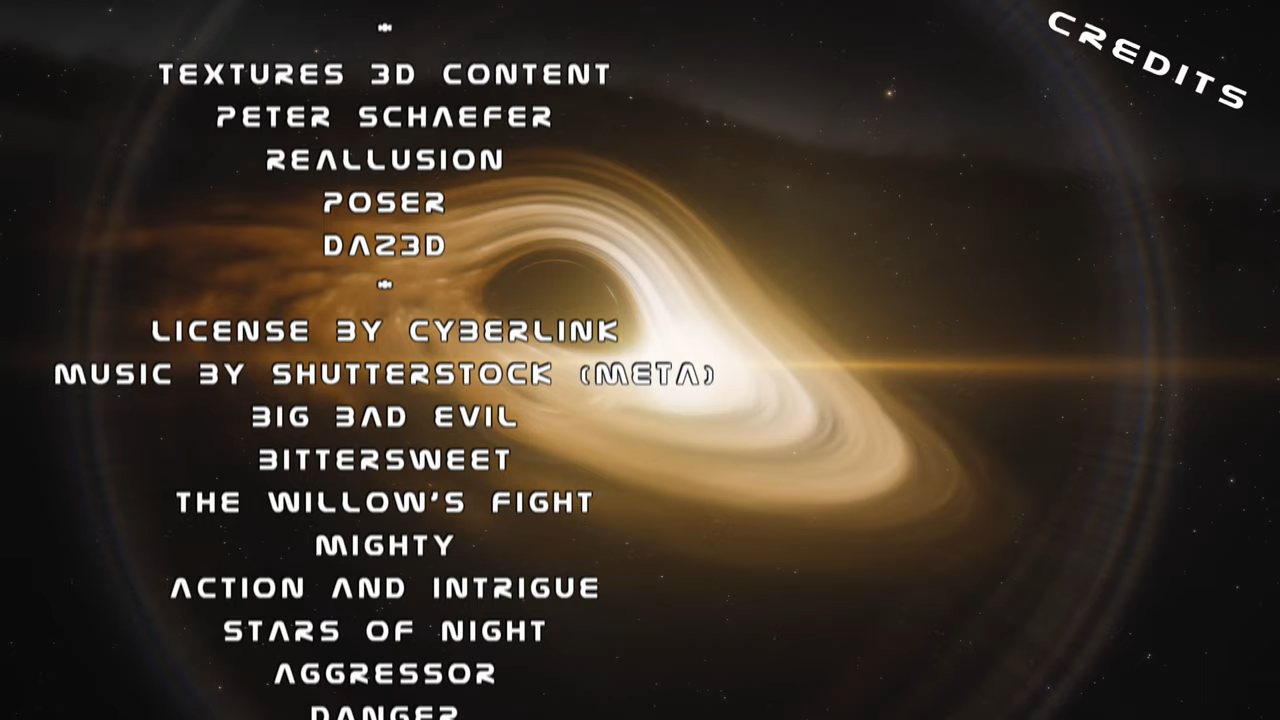 CREDITS
*
TEXTURES 3D CONTENT
PETER SCHAEFER
REALLUSION
POSER
DAZ3D
*
LICENSE BY CYBERLINK
MUSIC BY SHUTTERSTOCK (META)
BIG BAD EVIL
BITTERSWEET
THE WILLOW'S FIGHT
MIGHTY
ACTION AND INTRIGUE
STARS OF NIGHT
AGGRESSOR
DANGER